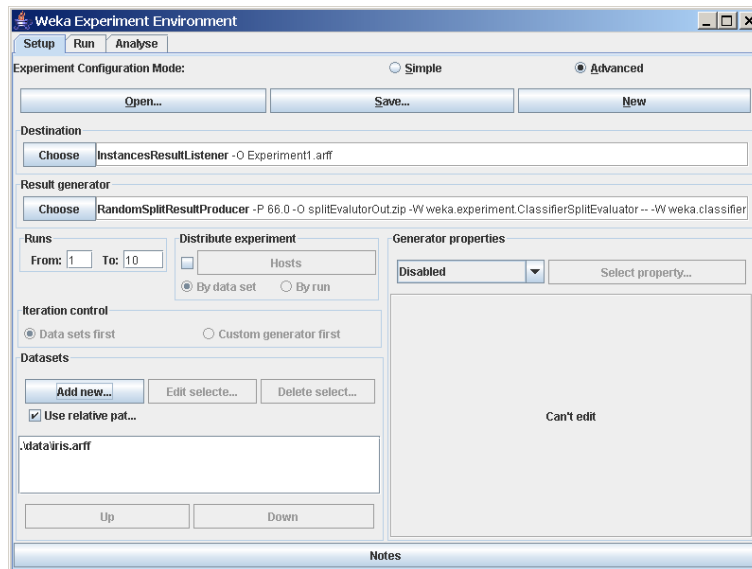 Weka Experiment Environment
Setup Run Analyse
Experiment Configuration Mode: Simple Advanced
Open... Save... New
Destination
Choose InstancesResultListener -O Experiment1.arff
Result generator
Choose RandomSplitResultProducer -P 66.0 -O splitEvalutorOut.zip -W weka.experiment.ClassifierSplitEvaluator -- -W weka.classifier
Runs Distribute experiment Generator properties
From: 1 To: 10 Hosts Disabled Select property...
By data set By run
Iteration control
Data sets first Custom generator first
Datasets
Add new... Edit selecte... Delete select...
Use relative pat... Can't edit
.\data\iris.arff
Up Down
Notes